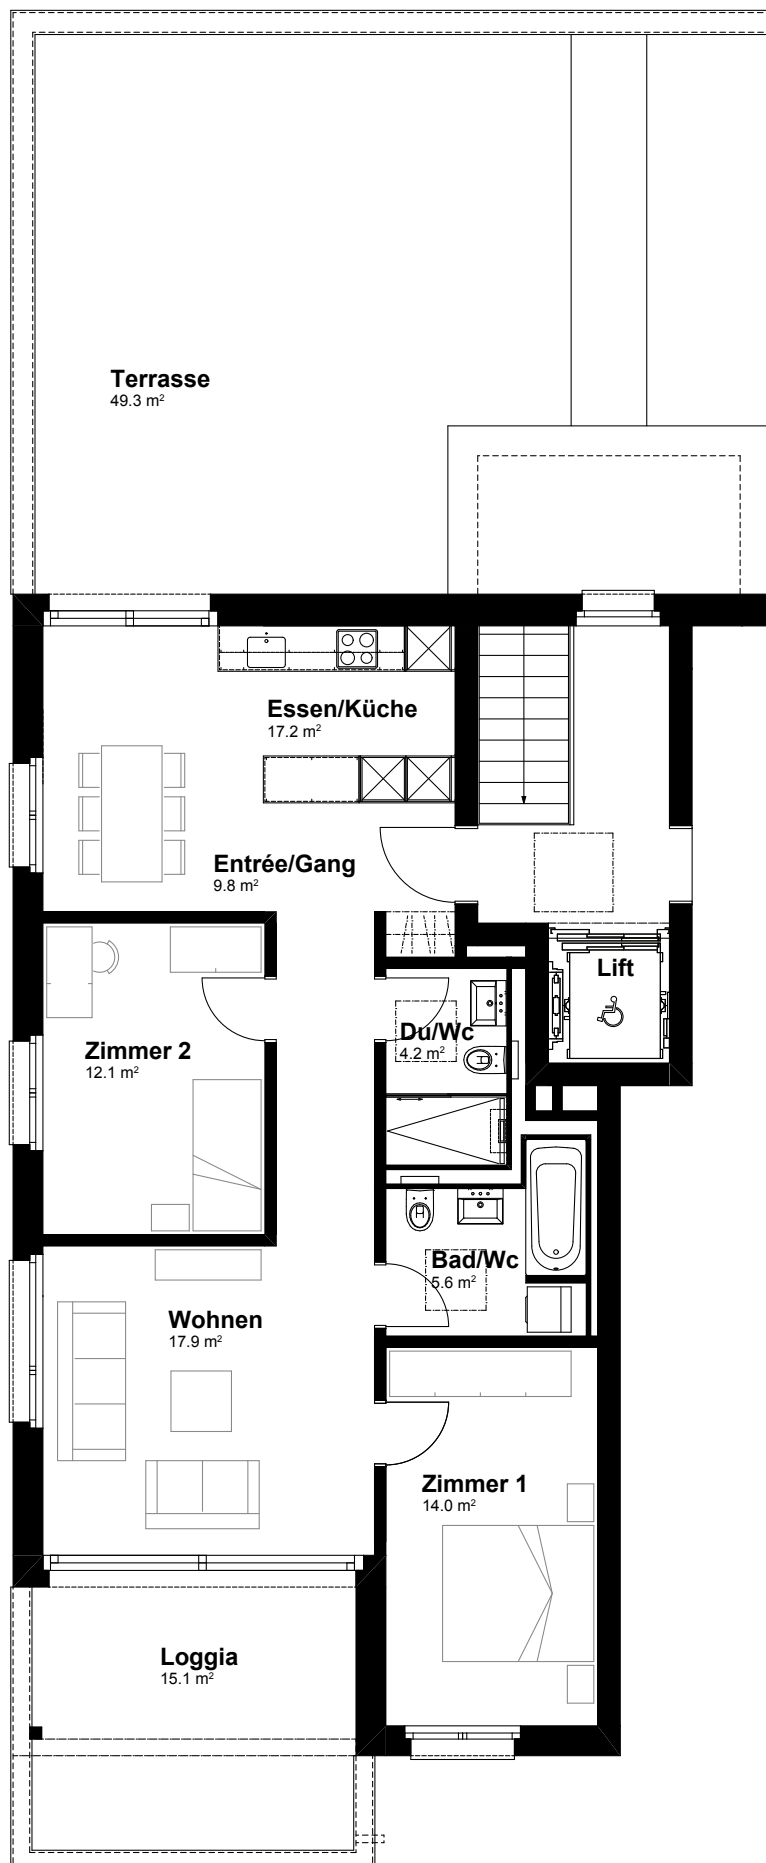 Terrasse
49.3 m²
Essen/Küche
17.2 m²
Entrée/Gang
9.8 m²
Lift
Du/Wc
4.2 m²
Zimmer 2
12.1 m²
Bad/Wc
5.6 m²
Wohnen
17.9 m²
Zimmer 1
14.0 m²
Loggia
15.1 m²